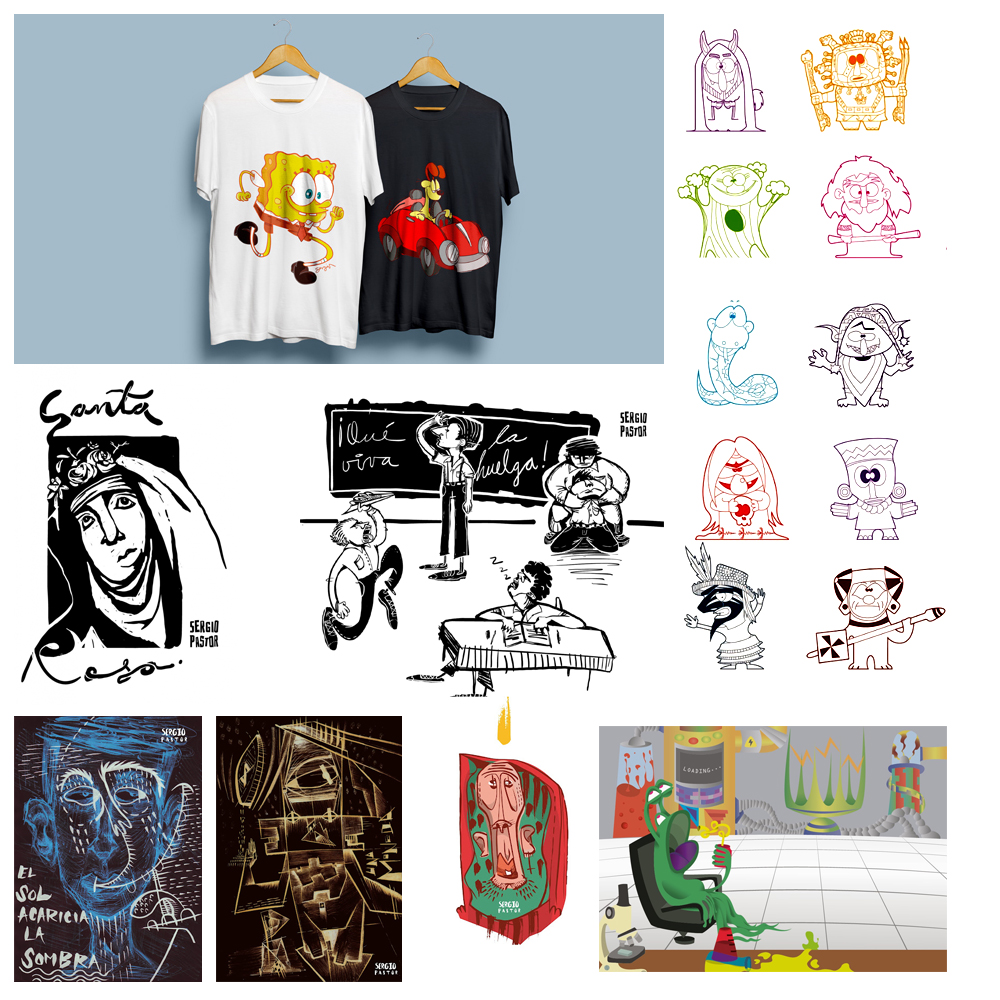 Santa
Rosa.
SERGIO
PASTOR
¡Qué la
viva huelga!
SERGIO
PASTOR
zzzz
SERGIO
PASTOR
EL
SOL
ACARICIA
LA
SOMBRA
SERGIO
PASTOR
SERGIO
PASTOR
LOADING...